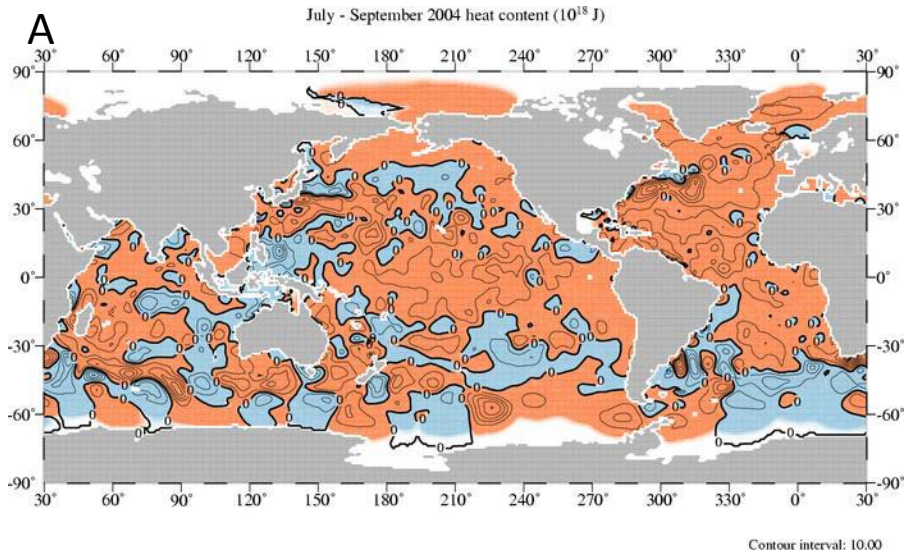 July - September 2004 heat content (10¹⁸ J)
A
30° 60° 90° 120° 150° 180° 210° 240° 270° 300° 330° 0° 30°
90° 90°
60° 60°
30° 30°
0° 0°
-30° -30°
-60° -60°
-90° -90°
30° 60° 90° 120° 150° 180° 210° 240° 270° 300° 330° 0° 30°
Contour interval: 10.00